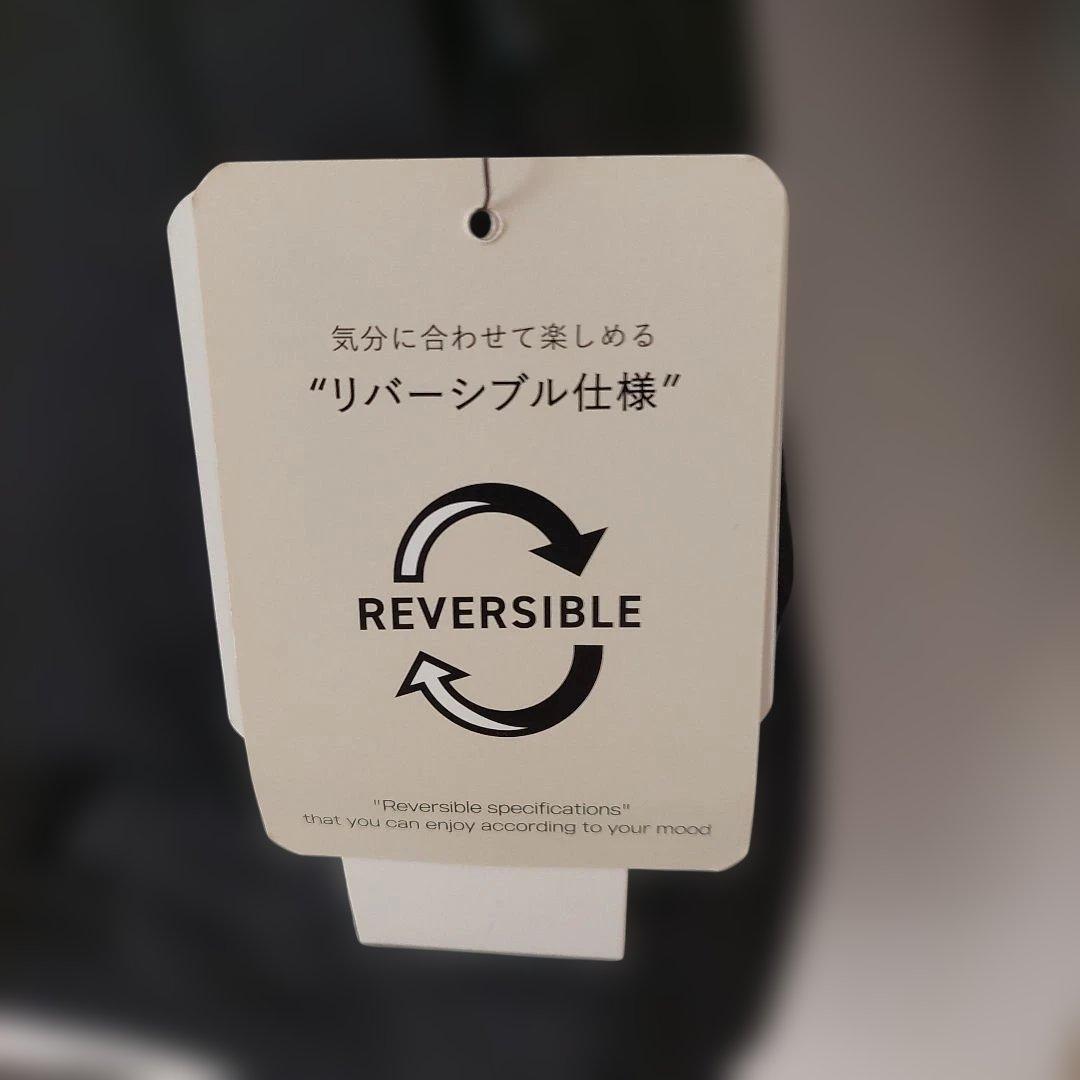 気分に合わせて楽しめる
“リバーシブル仕様”
REVERSIBLE
"Reversible specifications"
that you can enjoy according to your mood